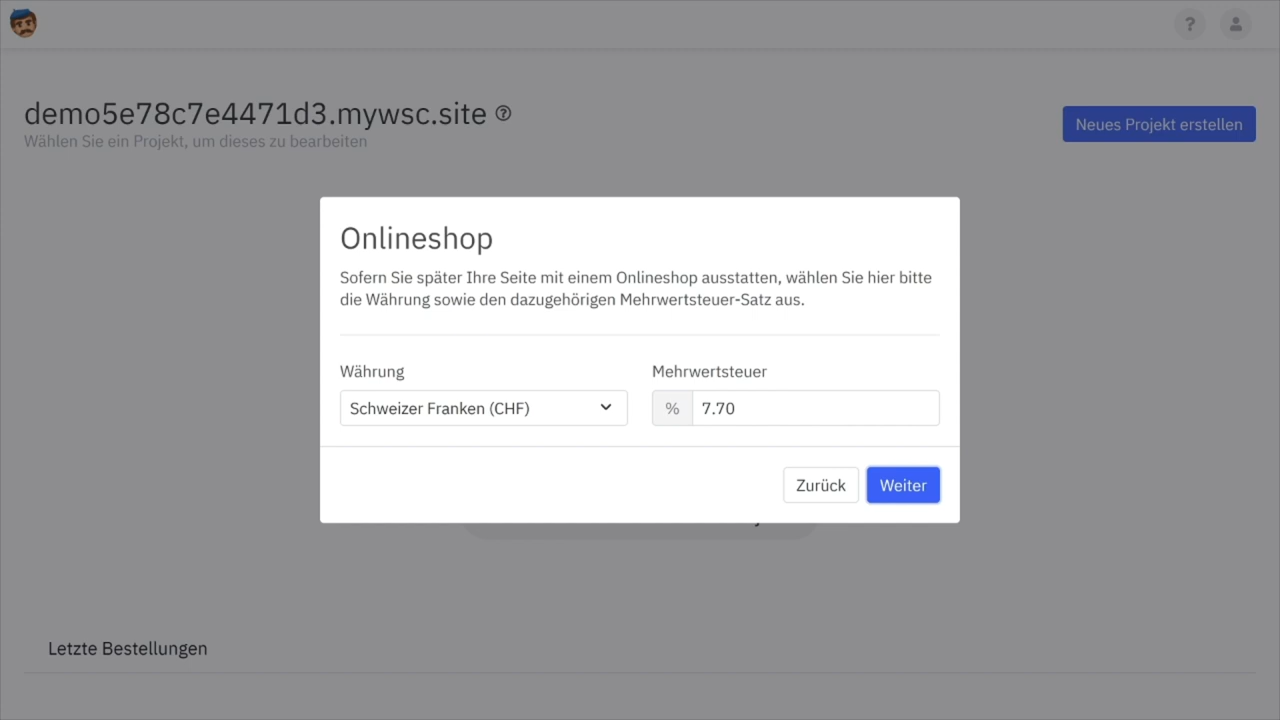 ?
demo5e78c7e4471d3.mywsc.site ?
Wählen Sie ein Projekt, um dieses zu bearbeiten
Neues Projekt erstellen
Onlineshop
Sofern Sie später Ihre Seite mit einem Onlineshop ausstatten, wählen Sie hier bitte
die Währung sowie den dazugehörigen Mehrwertsteuer-Satz aus.
Währung
Mehrwertsteuer
Schweizer Franken (CHF)
% 7.70
Zurück
Weiter
Letzte Bestellungen